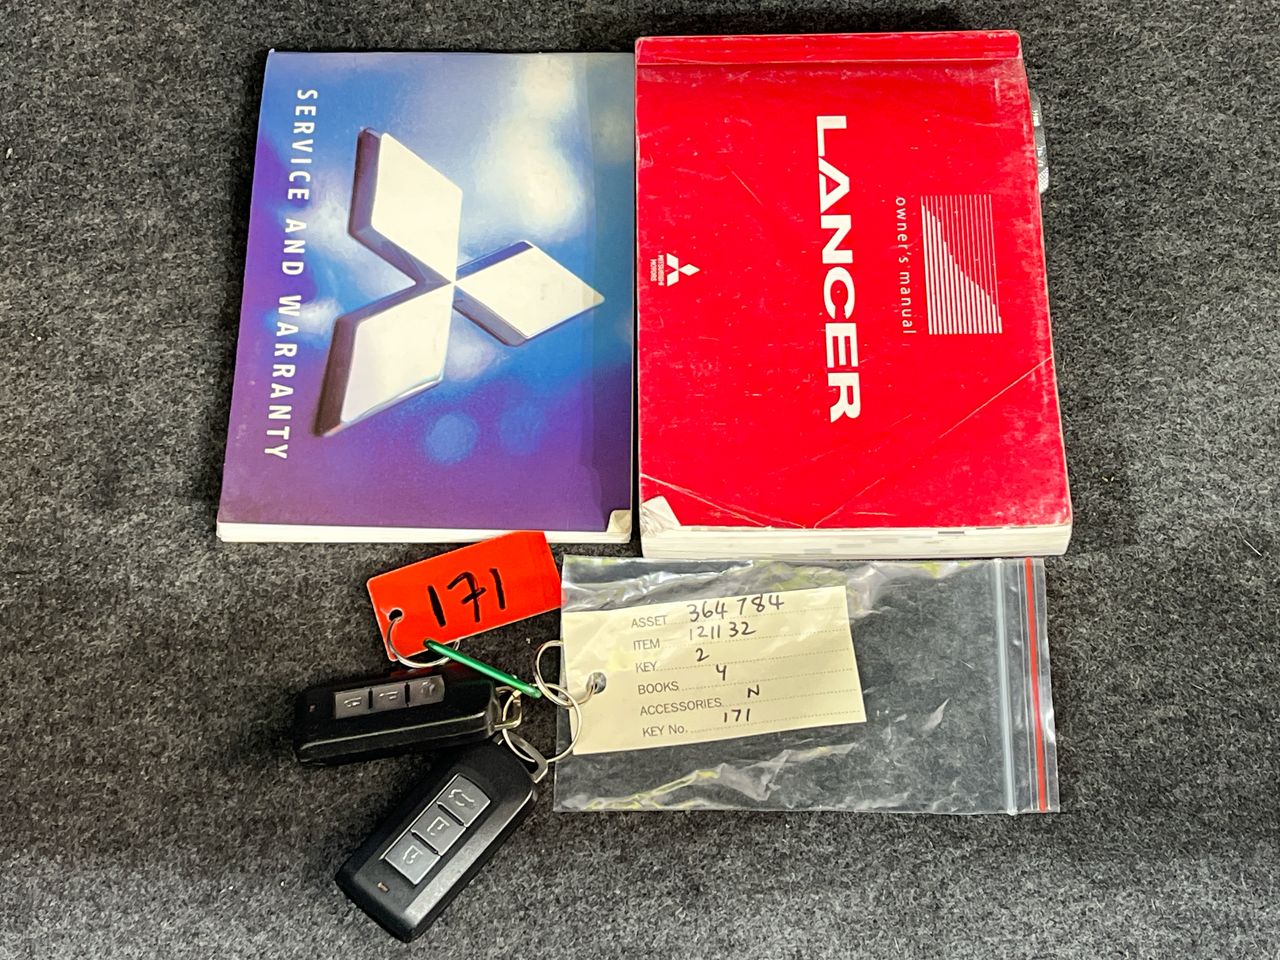 SERVICE AND WARRANTY
LANCER
owner's manual
MITSUBISHI
MOTORS
171
ASSET 364784
ITEM 121132
KEY 2
BOOKS 4
ACCESSORIES N
KEY No. 171